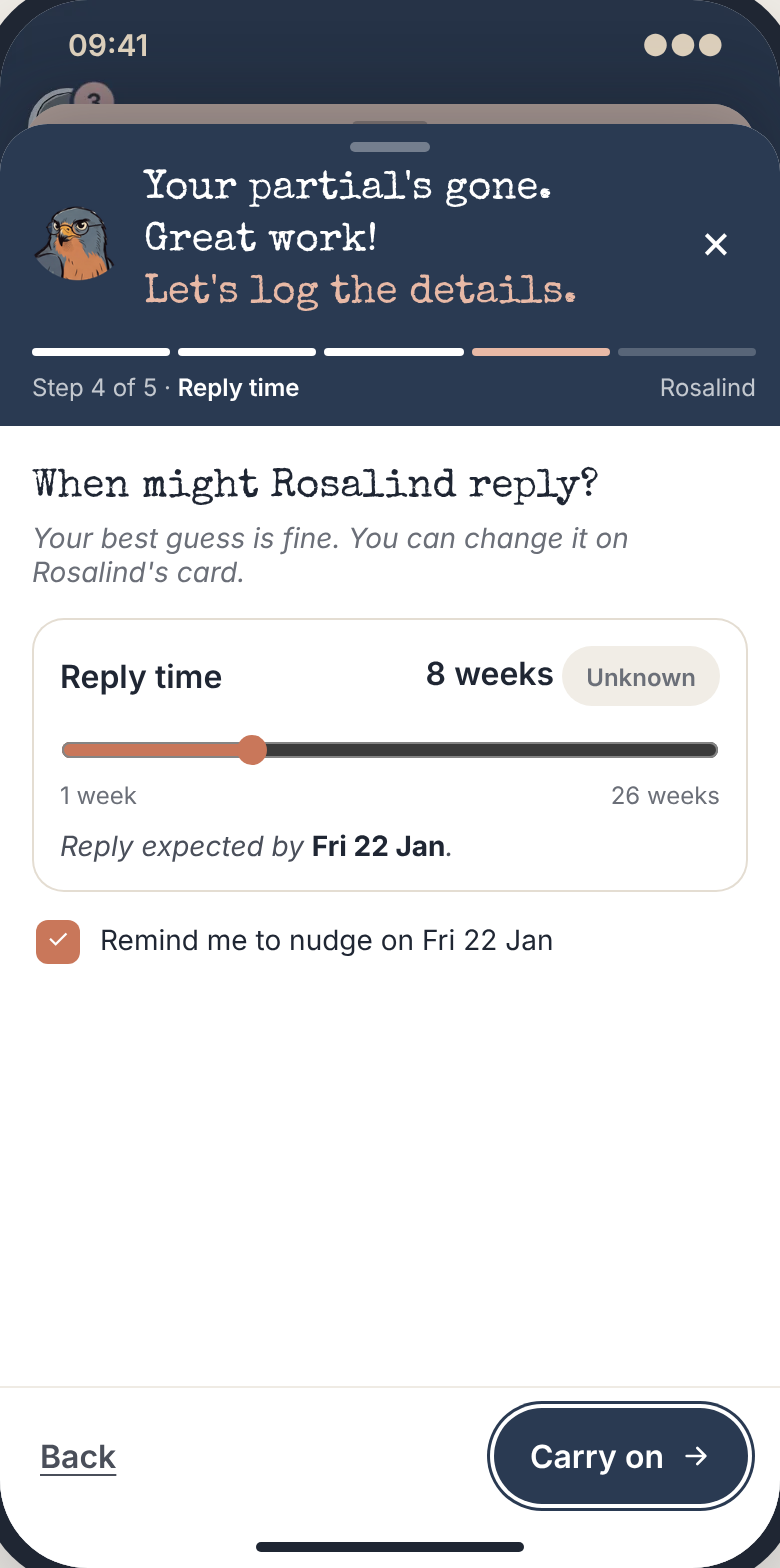 09:41
3
Your partial's gone.
Great work!
Let's log the details.
Step 4 of 5 · Reply time
Rosalind
When might Rosalind reply?
Your best guess is fine. You can change it on
Rosalind's card.
Reply time
8 weeks
Unknown
1 week
26 weeks
Reply expected by Fri 22 Jan.
Remind me to nudge on Fri 22 Jan
Back
Carry on →